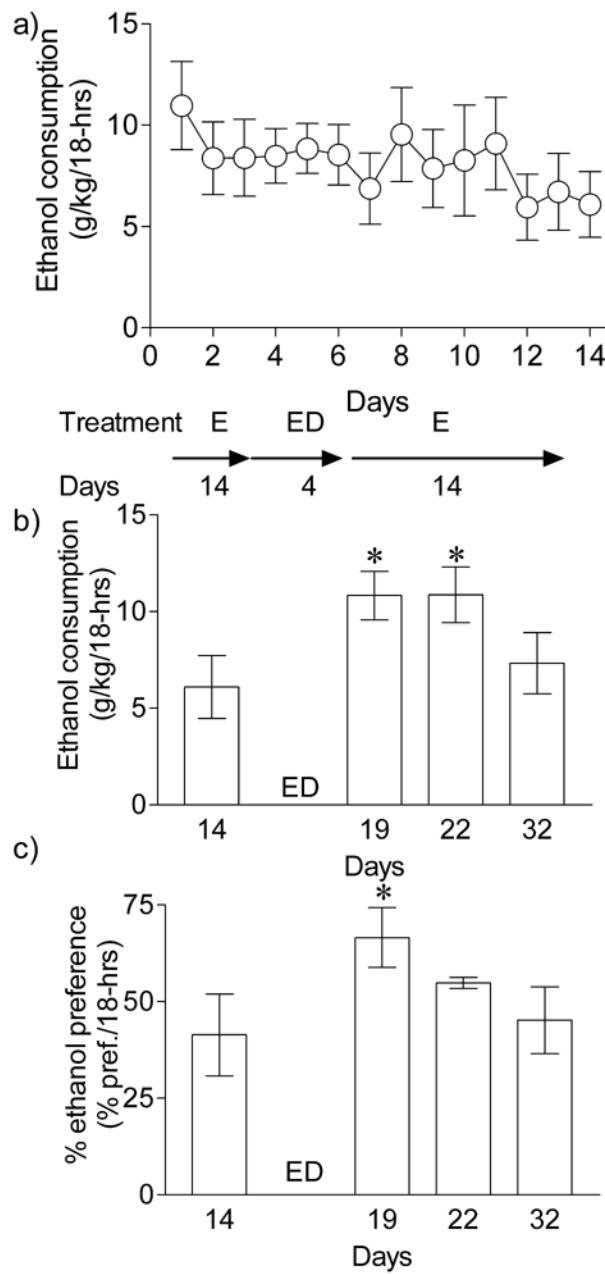 a)
Ethanol consumption
(g/kg/18-hrs)
15
10
5
0
0 2 4 6 8 10 12 14
Days
Treatment E ED E
Days 14 4 14
b)
Ethanol consumption
(g/kg/18-hrs)
15
10
5
0
* *
ED
14 19 22 32
Days
c)
% ethanol preference
(% pref./18-hrs)
75
50
25
0
*
ED
14 19 22 32
Days